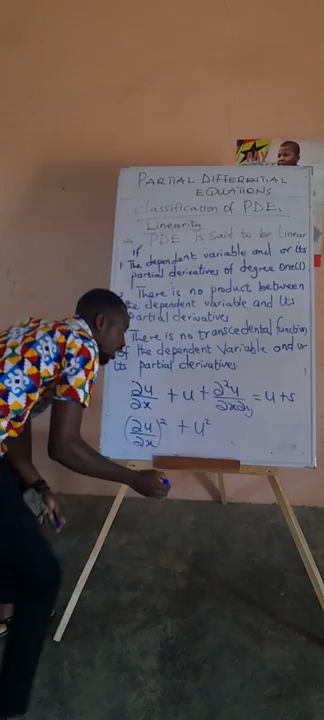 PARTIAL DIFFERENTIAL
EQUATIONS
Classification of PDE,
Linearity
PDE is said to be linear
if
1 The dependent variable and or its
partial derivatives of degree One(1)
There is no product between
the dependent variable and its
partial derivatives
There is no transcedental function
of the dependent Variable and or
its partial derivatives
∂u/∂x + u + ∂²u/∂x∂y = u + s
(∂u/∂x)² + u²